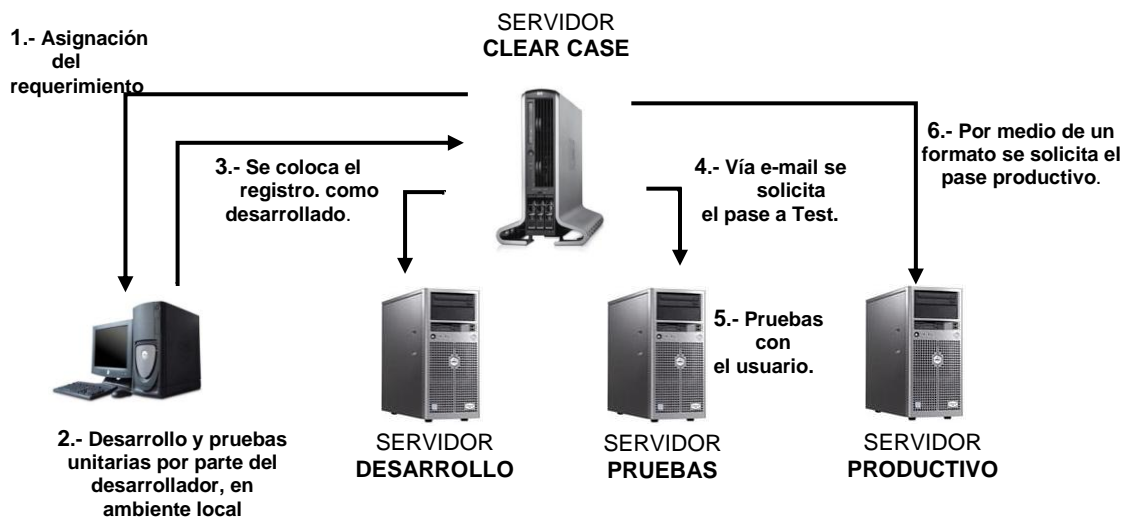 SERVIDOR
CLEAR CASE
1.- Asignación
del
requerimiento
3.- Se coloca el
registro. como
desarrollado.
4.- Vía e-mail se
solicita
el pase a Test.
6.- Por medio de un
formato se solicita el
pase productivo.
5.- Pruebas
con
el usuario.
2.- Desarrollo y pruebas
unitarias por parte del
desarrollador, en
ambiente local
SERVIDOR
DESARROLLO
SERVIDOR
PRUEBAS
SERVIDOR
PRODUCTIVO